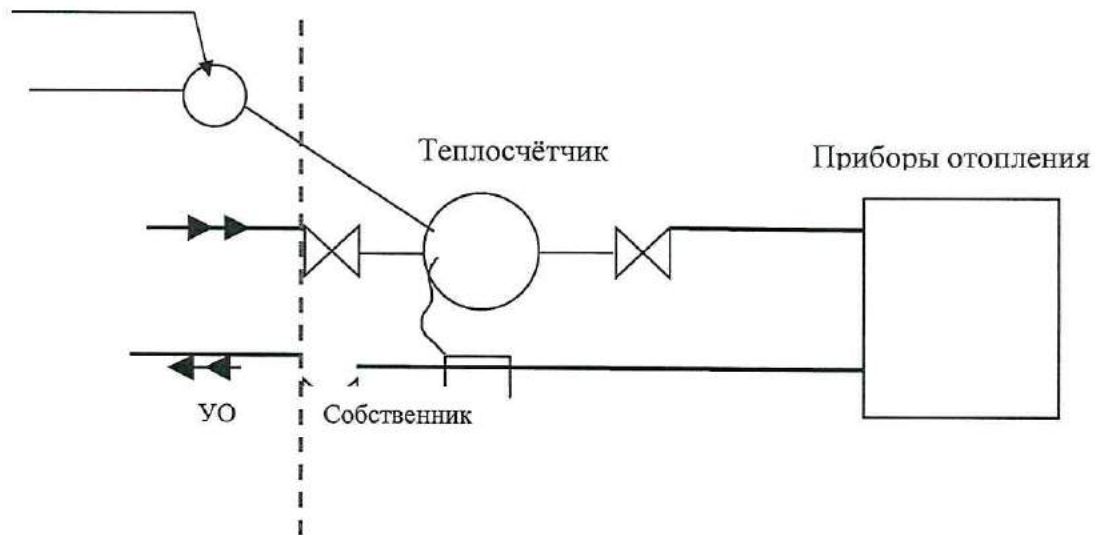 Теплосчётчик
Приборы отопления
УО
Собственник